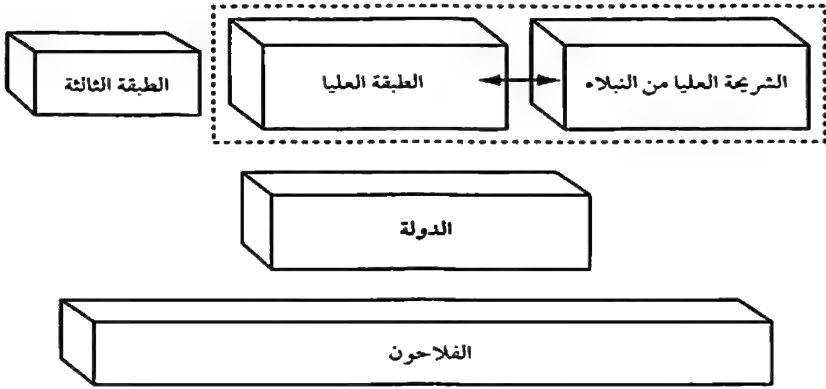 الشريحة العليا من النبلاء
الطبقة العليا
الطبقة الثالثة
الدولة
الفلاحون